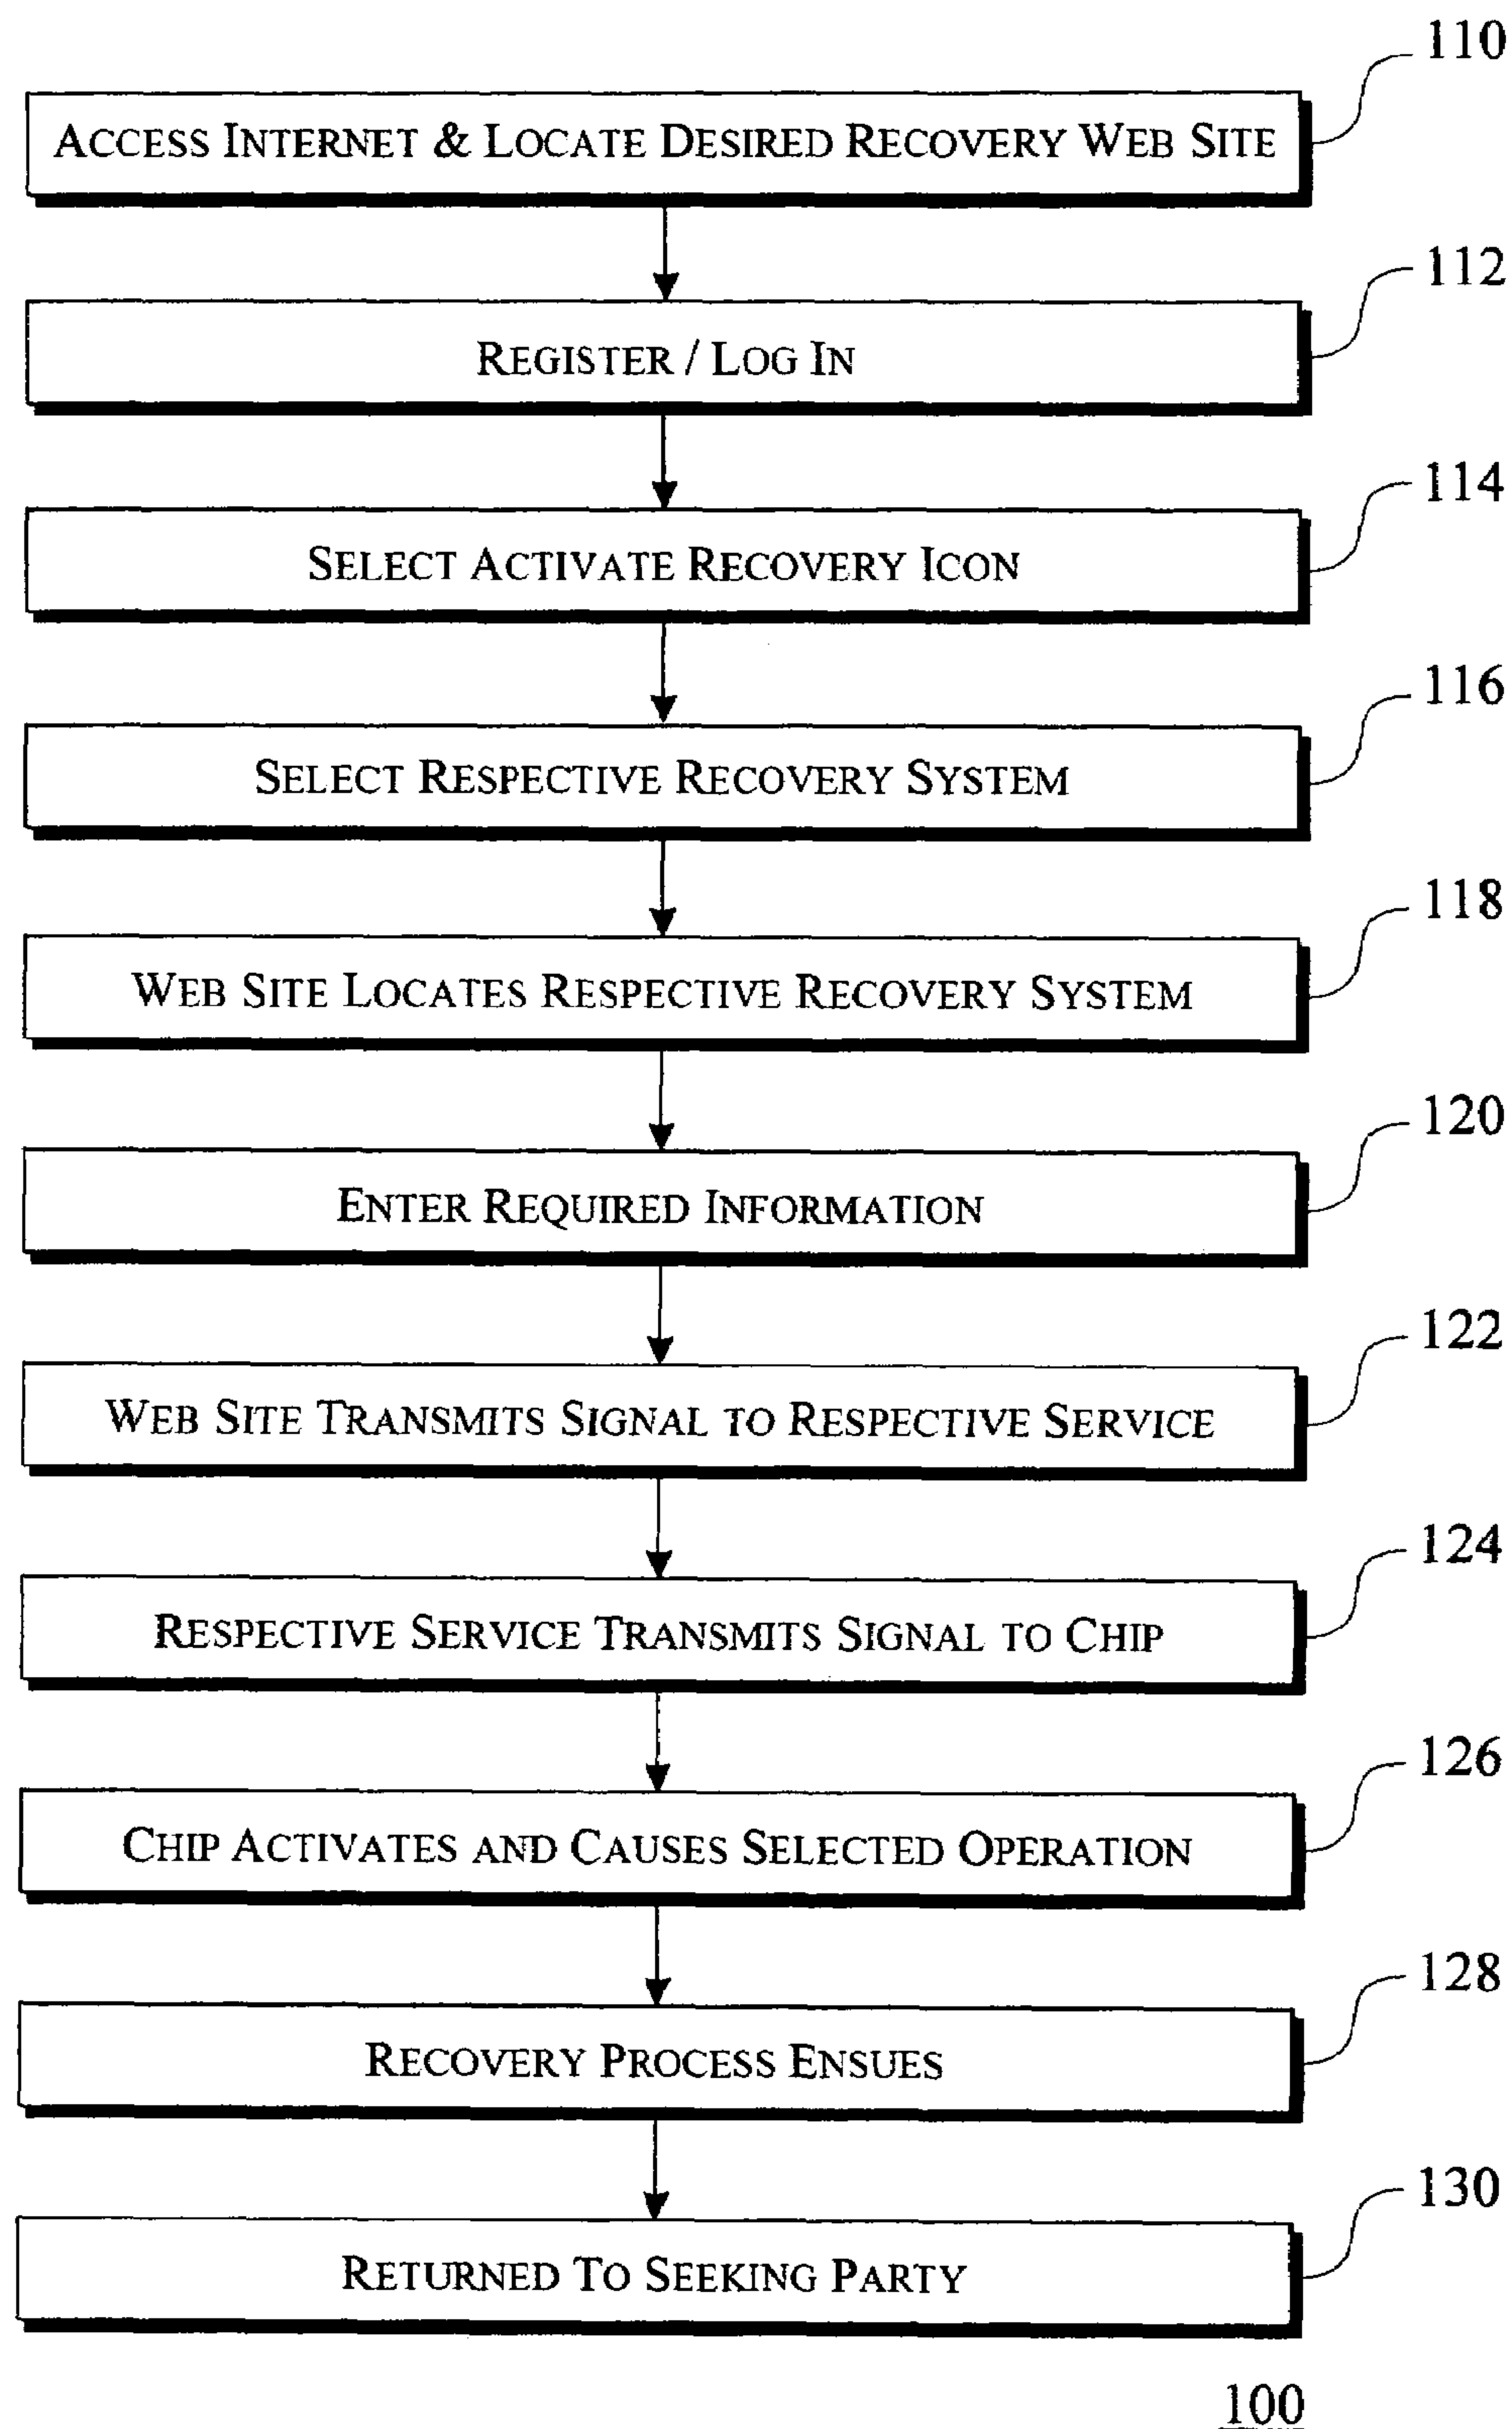 110
ACCESS INTERNET & LOCATE DESIRED RECOVERY WEB SITE
112
REGISTER / LOG IN
114
SELECT ACTIVATE RECOVERY ICON
116
SELECT RESPECTIVE RECOVERY SYSTEM
118
WEB SITE LOCATES RESPECTIVE RECOVERY SYSTEM
120
ENTER REQUIRED INFORMATION
122
WEB SITE TRANSMITS SIGNAL TO RESPECTIVE SERVICE
124
RESPECTIVE SERVICE TRANSMITS SIGNAL TO CHIP
126
CHIP ACTIVATES AND CAUSES SELECTED OPERATION
128
RECOVERY PROCESS ENSUES
130
RETURNED TO SEEKING PARTY
100